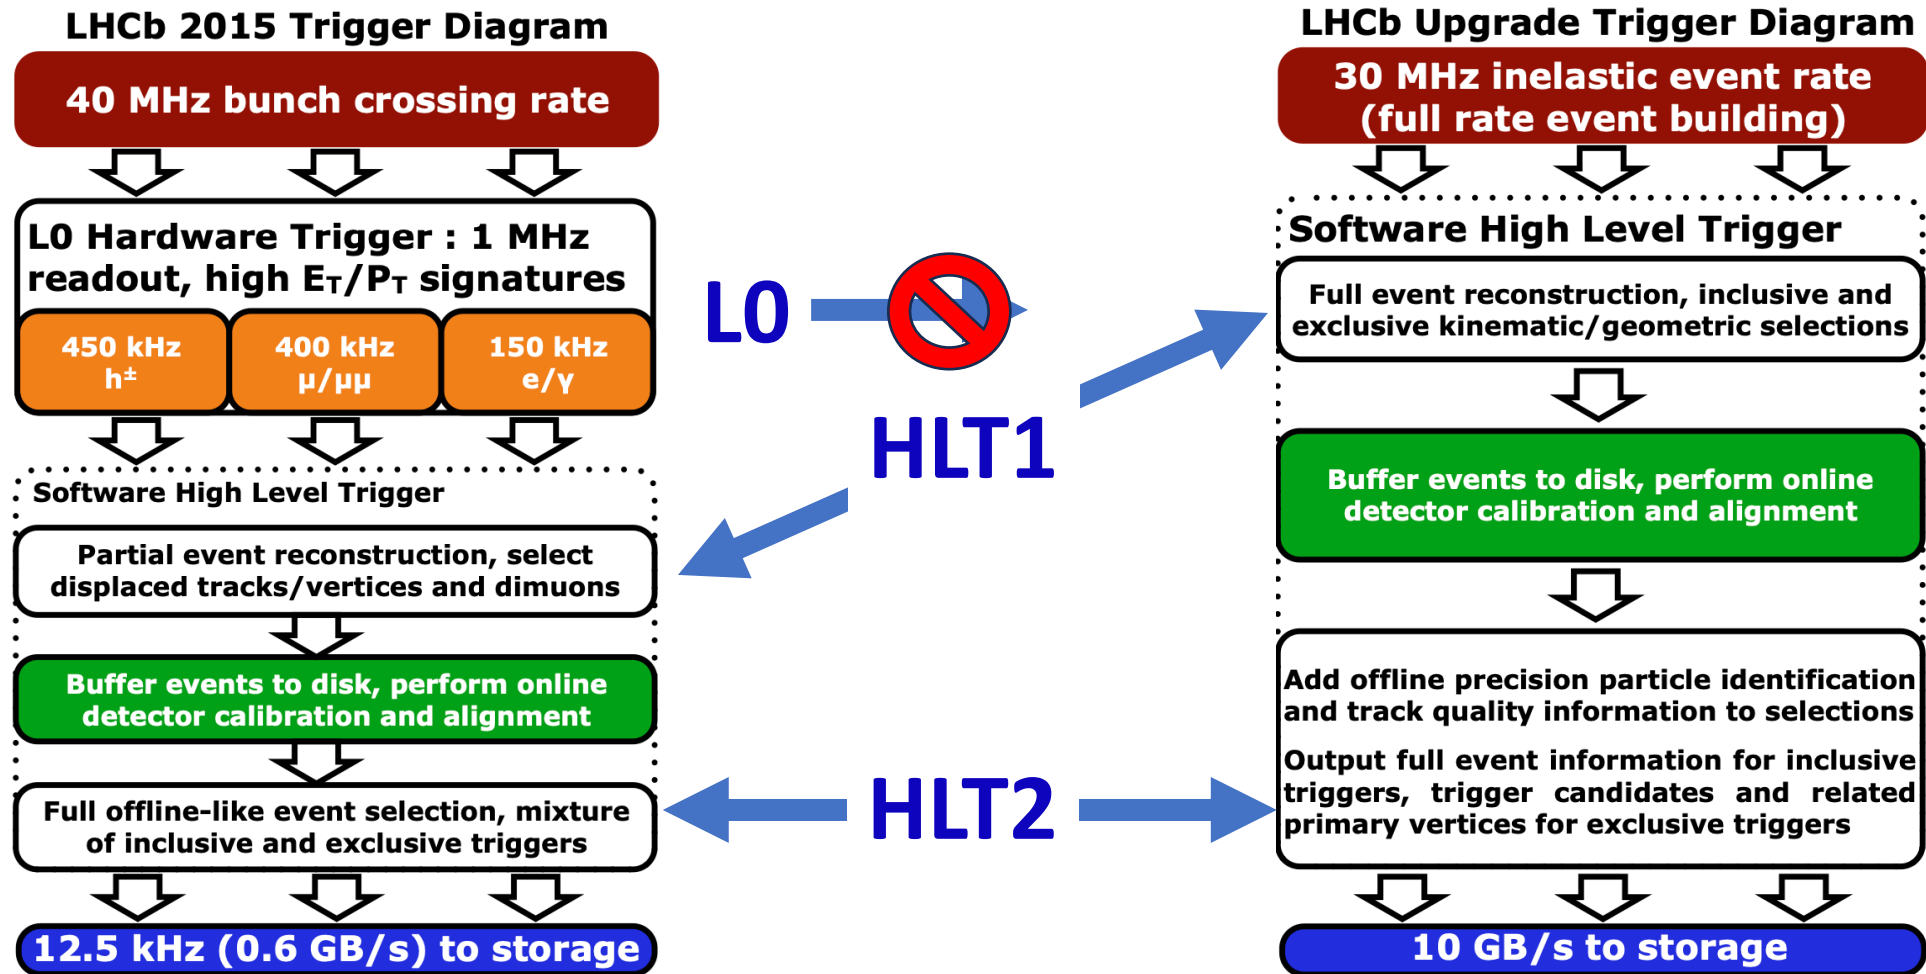 LHCb 2015 Trigger Diagram
40 MHz bunch crossing rate
L0 Hardware Trigger : 1 MHz
readout, high ET/PT signatures
450 kHz
h±
400 kHz
μ/μμ
150 kHz
e/γ
Software High Level Trigger
Partial event reconstruction, select
displaced tracks/vertices and dimuons
Buffer events to disk, perform online
detector calibration and alignment
Full offline-like event selection, mixture
of inclusive and exclusive triggers
12.5 kHz (0.6 GB/s) to storage
L0
HLT1
HLT2
LHCb Upgrade Trigger Diagram
30 MHz inelastic event rate
(full rate event building)
Software High Level Trigger
Full event reconstruction, inclusive and
exclusive kinematic/geometric selections
Buffer events to disk, perform online
detector calibration and alignment
Add offline precision particle identification
and track quality information to selections
Output full event information for inclusive
triggers, trigger candidates and related
primary vertices for exclusive triggers
10 GB/s to storage